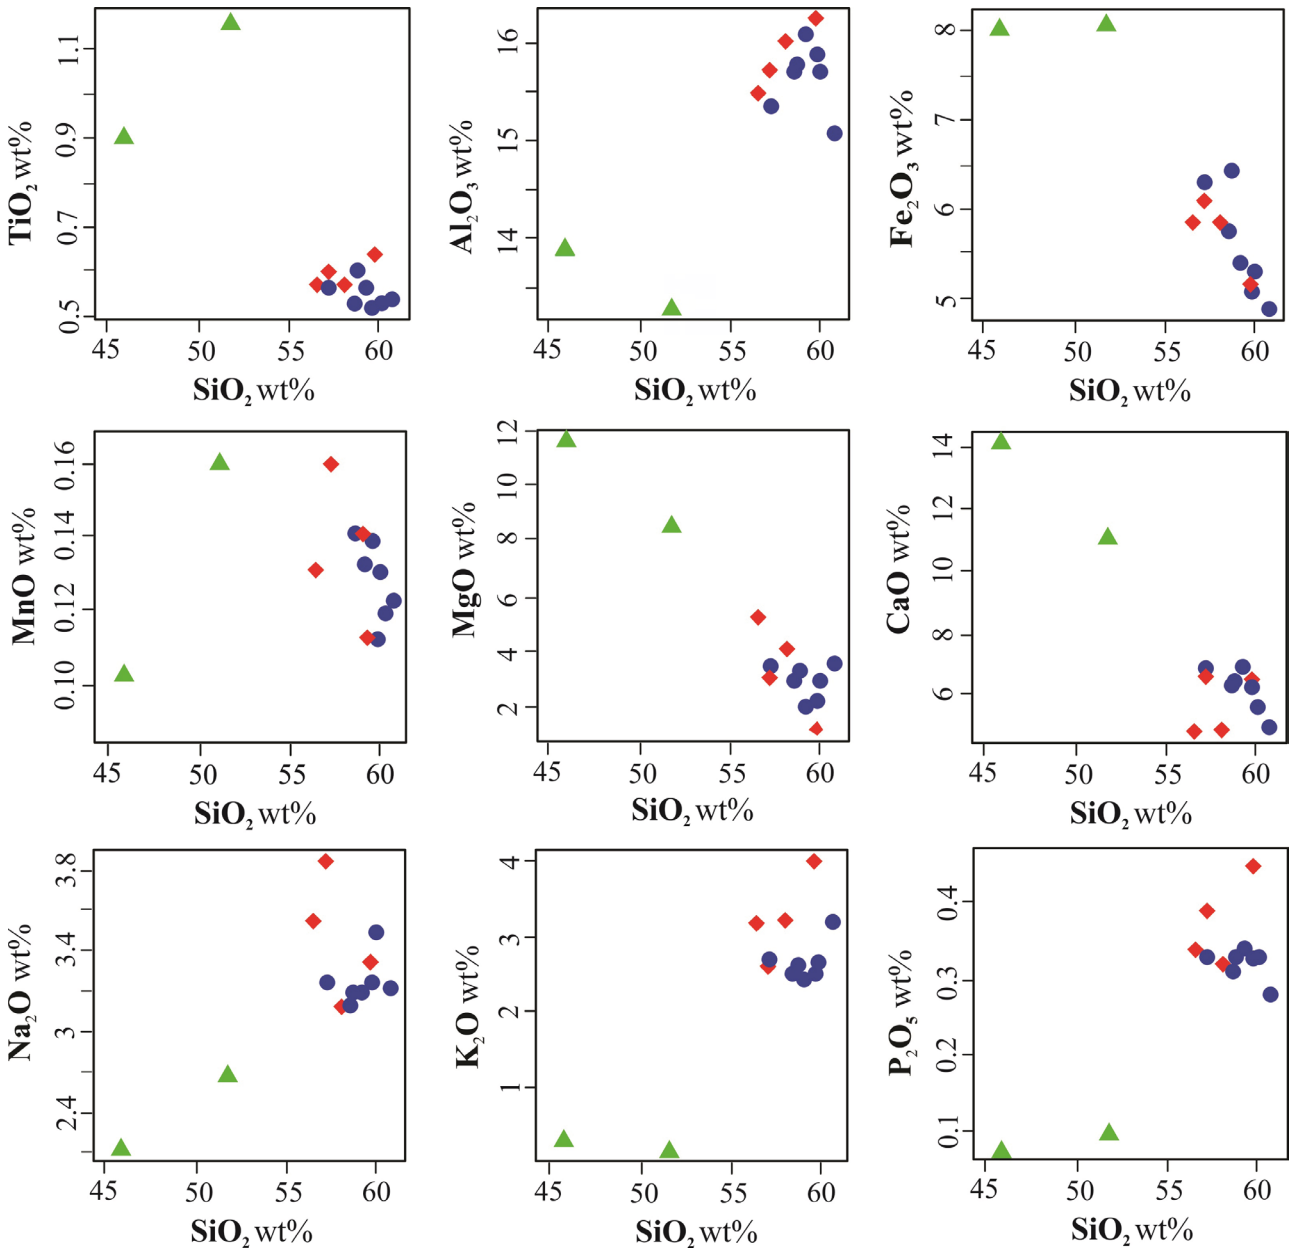 TiO₂ wt%
1.1
0.9
0.7
0.5
45 50 55 60
SiO₂ wt%
Al₂O₃ wt%
16
15
14
45 50 55 60
SiO₂ wt%
Fe₂O₃ wt%
8
7
6
5
45 50 55 60
SiO₂ wt%
MnO wt%
0.16
0.14
0.12
0.10
45 50 55 60
SiO₂ wt%
MgO wt%
12
10
8
6
4
2
45 50 55 60
SiO₂ wt%
CaO wt%
14
12
10
8
6
45 50 55 60
SiO₂ wt%
Na₂O wt%
3.8
3.4
3
2.4
45 50 55 60
SiO₂ wt%
K₂O wt%
4
3
2
1
45 50 55 60
SiO₂ wt%
P₂O₅ wt%
0.4
0.3
0.2
0.1
45 50 55 60
SiO₂ wt%